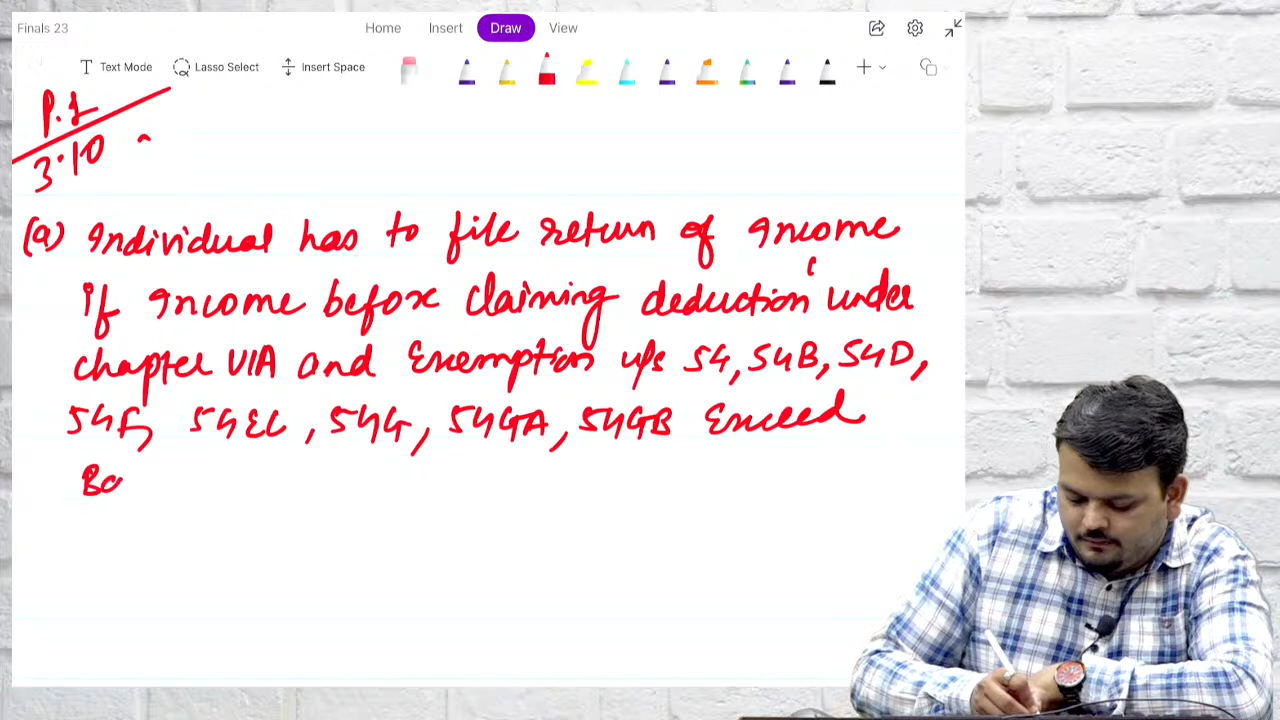 Finals 23
Home Insert Draw View
Text Mode Lasso Select Insert Space
P.1
3.10
(a) Individual has to file return of Income
if Income before claiming deduction under
chapter VIA and Exemption u/s 54, 54B, 54D,
54F, 54EC, 54G, 54GA, 54GB Exceed
Ba